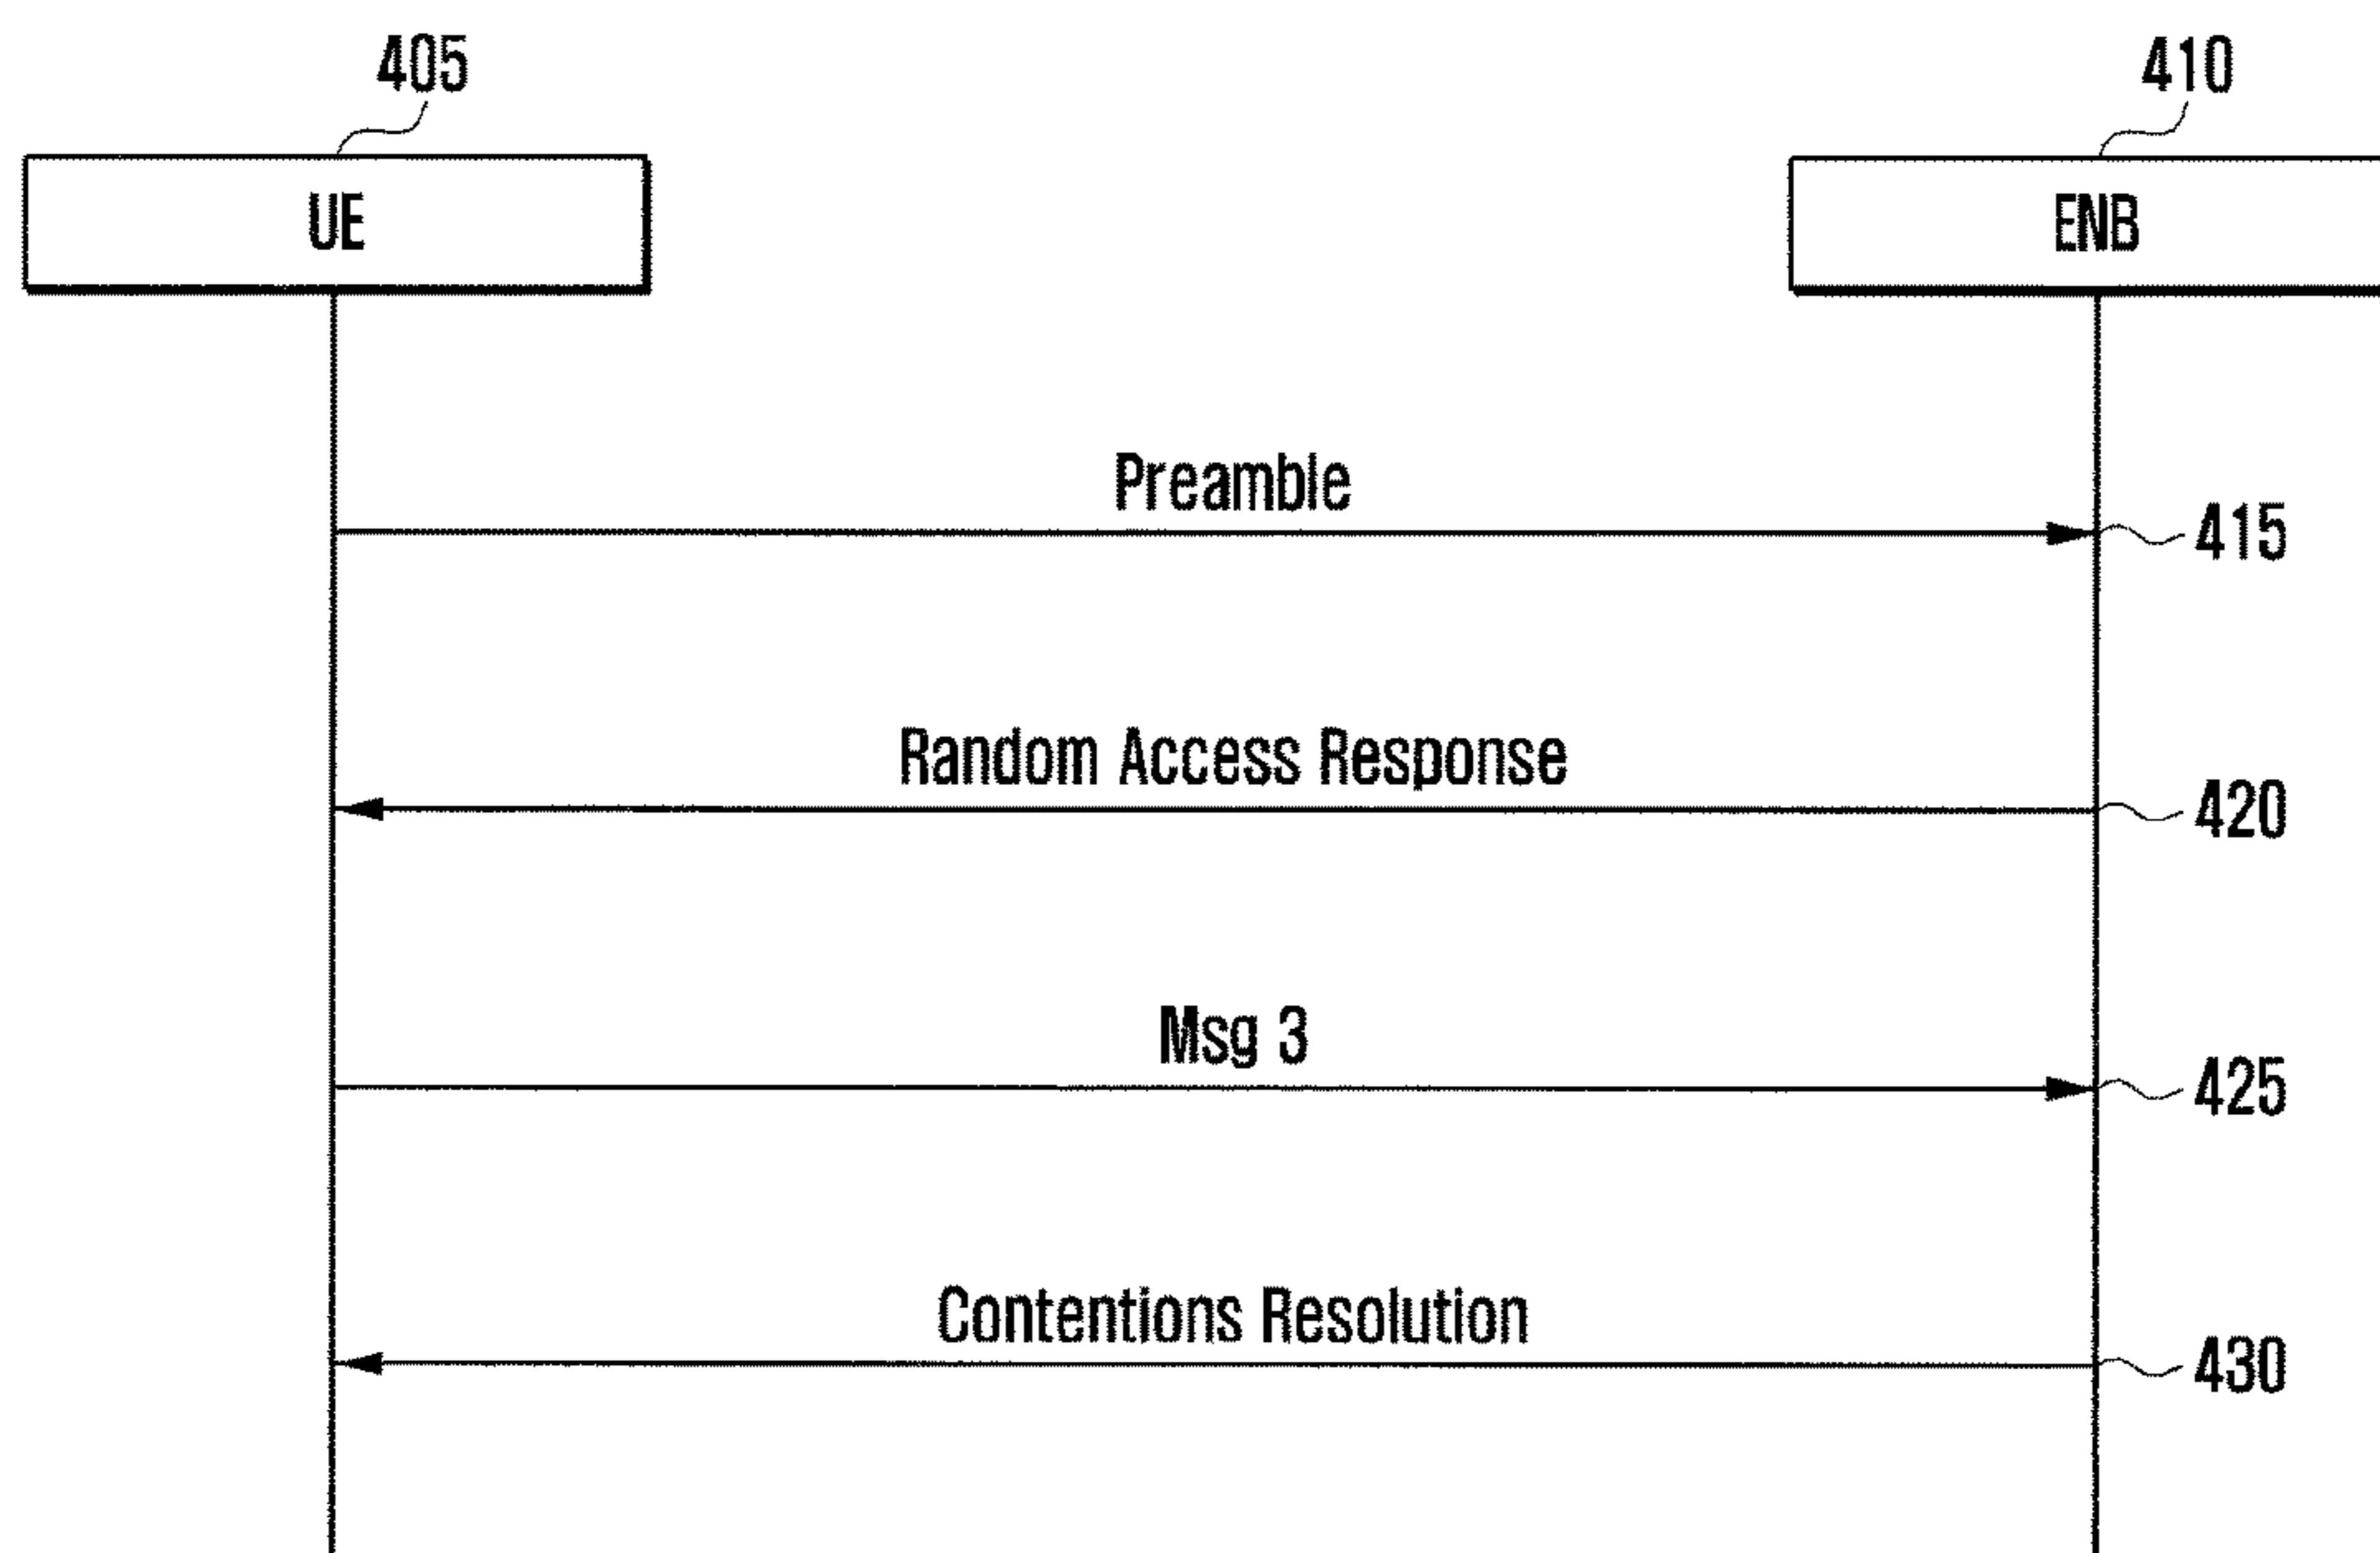 405
410
UE
ENB
Preamble
415
Random Access Response
420
Msg 3
425
Contentions Resolution
430